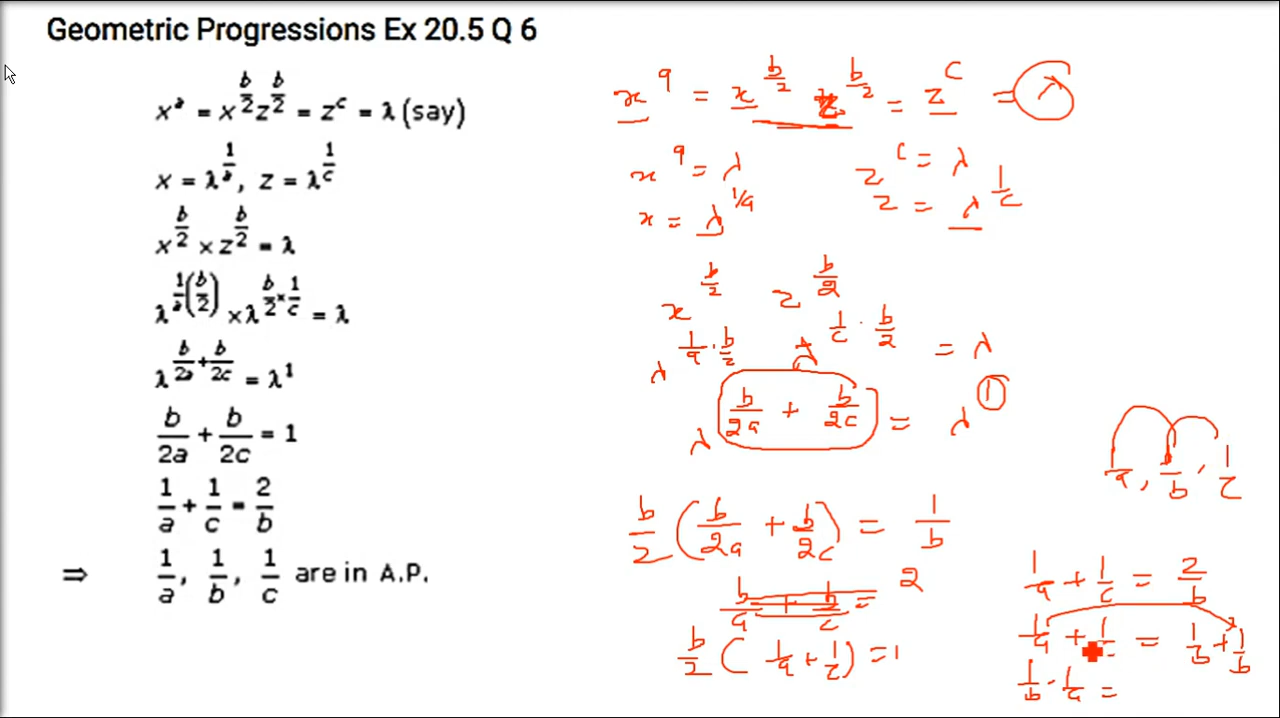 Geometric Progressions Ex 20.5 Q 6
x^a = x^(b/2) z^(b/2) = z^c = λ (say)
x = λ^(1/a), z = λ^(1/c)
x^(b/2) × z^(b/2) = λ
λ^(1/a (b/2)) × λ^(b/2 × 1/c) = λ
λ^(b/2a + b/2c) = λ^1
b/2a + b/2c = 1
1/a + 1/c = 2/b
⇒ 1/a, 1/b, 1/c are in A.P.
x^a = x^(b/2) z^(b/2) = z^c = λ
x^a = λ z^c = λ
x = λ^(1/a) z = λ^(1/c)
x^(b/2) z^(b/2)
λ^(1/a · b/2) λ^(1/c · b/2) = λ
λ^(b/2a + b/2c) = λ^1
b/2 (b/2a + b/2c) = 1/b
b/a + b/c = 2
b/2 (1/a + 1/c) = 1
1/a, 1/b, 1/c
1/a + 1/c = 2/b
1/a + 1/c = 1/b + 1/b
1/b - 1/a =